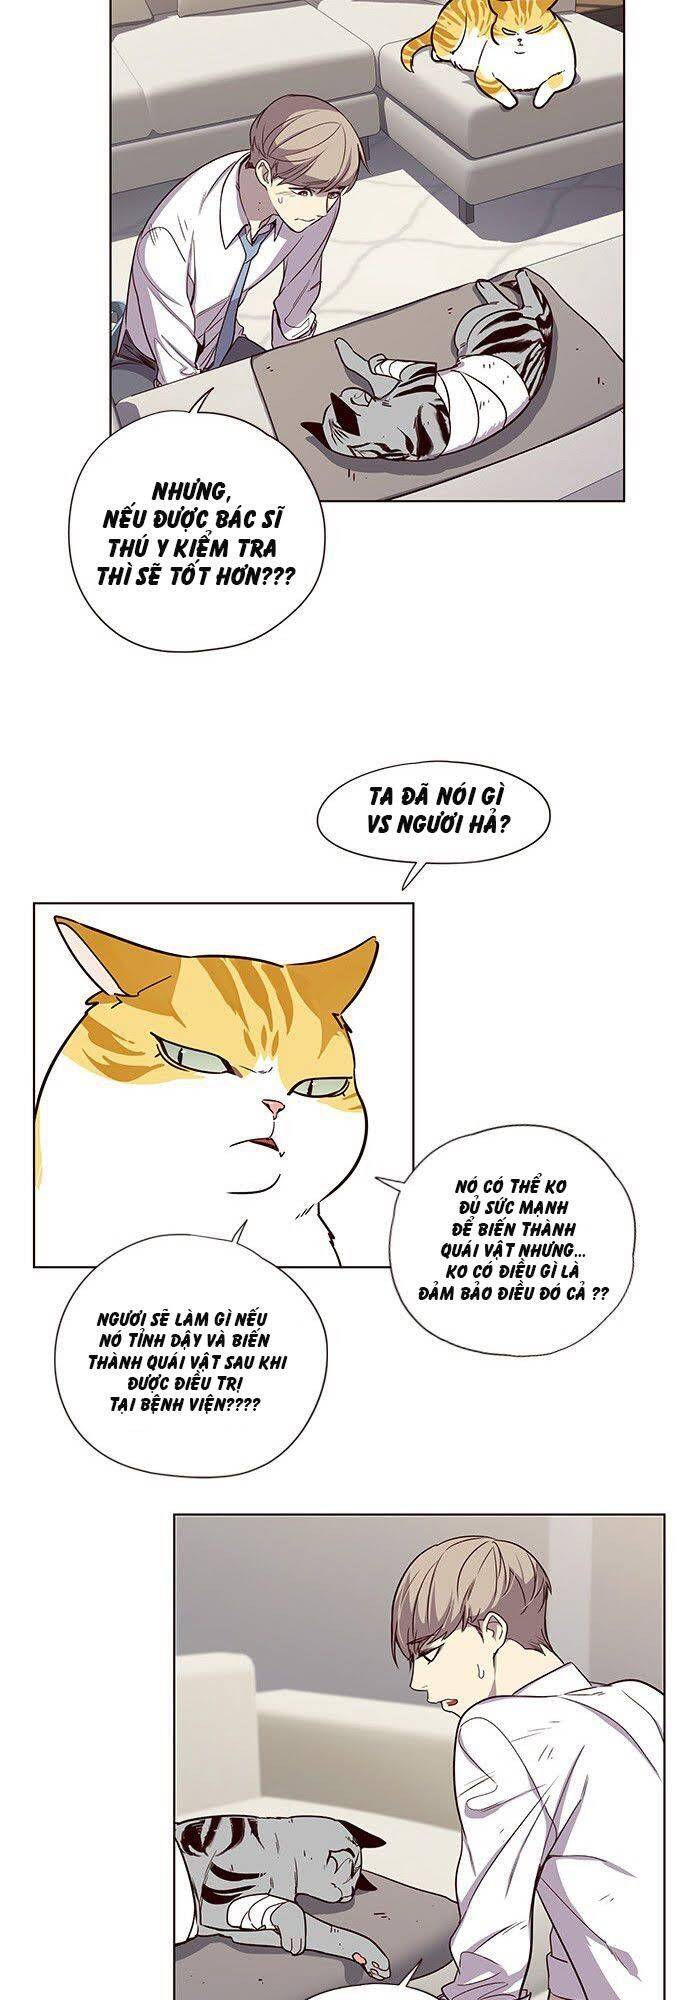 NHƯNG,
NẾU ĐƯỢC BÁC SĨ
THÚ Y KIỂM TRA
THÌ SẼ TỐT HƠN???
TA ĐÃ NÓI GÌ
VS NGƯƠI HẢ?
NÓ CÓ THỂ KO
ĐỦ SỨC MẠNH
ĐỂ BIẾN THÀNH
QUÁI VẬT NHƯNG...
KO CÓ ĐIỀU GÌ LÀ
ĐẢM BẢO ĐIỀU ĐÓ CẢ ??
NGƯƠI SẼ LÀM GÌ NẾU
NÓ TỈNH DẬY VÀ BIẾN
THÀNH QUÁI VẬT SAU KHI
ĐƯỢC ĐIỀU TRỊ
TẠI BỆNH VIỆN????